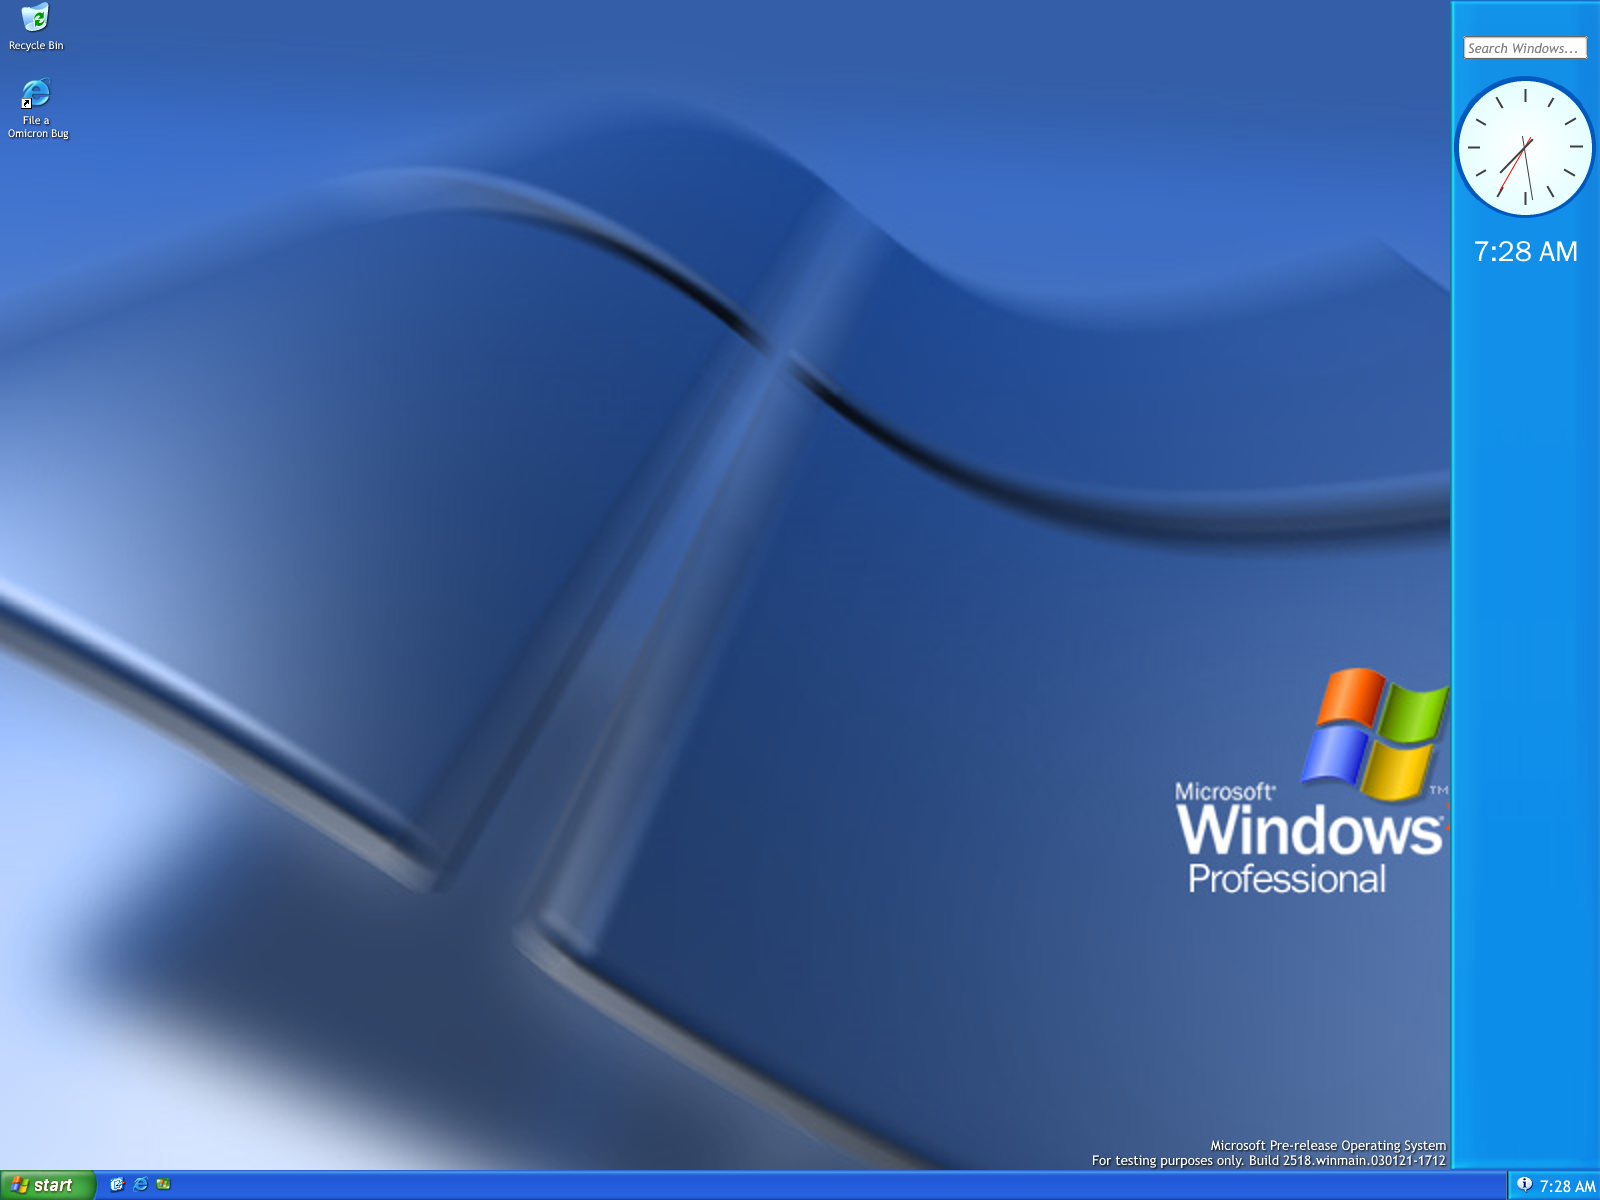 Recycle Bin
File a
Omicron Bug
Search Windows...
7:28 AM
Microsoft®
Windows
Professional
TM
Microsoft Pre-release Operating System
For testing purposes only. Build 2518.winmain.030121-1712
start
7:28 AM